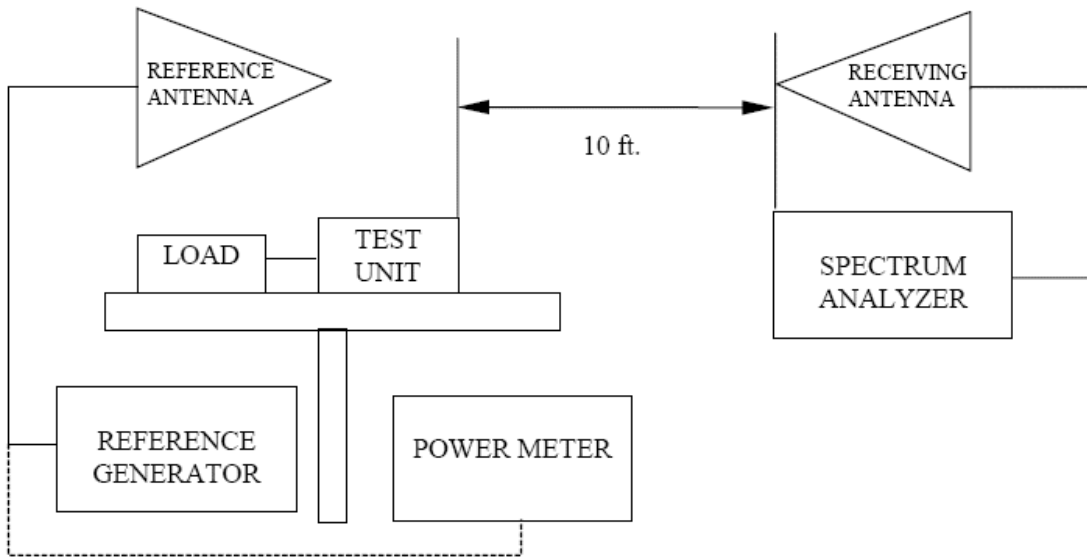 REFERENCE
ANTENNA
RECEIVING
ANTENNA
10 ft.
LOAD
TEST
UNIT
SPECTRUM
ANALYZER
REFERENCE
GENERATOR
POWER METER